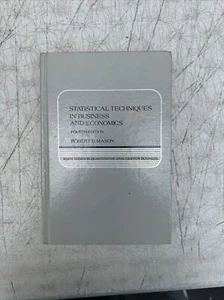 STATISTICAL TECHNIQUES
IN BUSINESS
AND ECONOMICS
FOURTH EDITION
ROBERT D. MASON